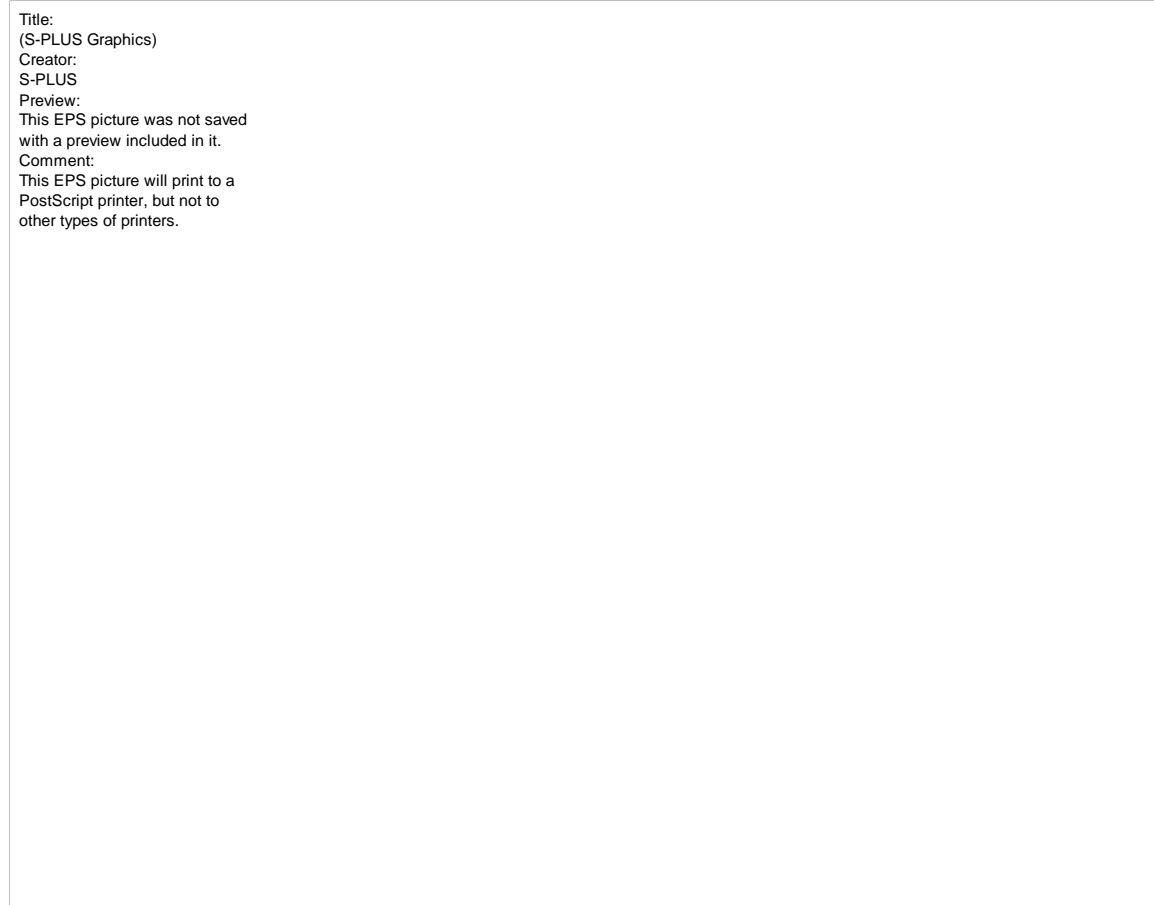 Title:
(S-PLUS Graphics)
Creator:
S-PLUS
Preview:
This EPS picture was not saved
with a preview included in it.
Comment:
This EPS picture will print to a
PostScript printer, but not to
other types of printers.